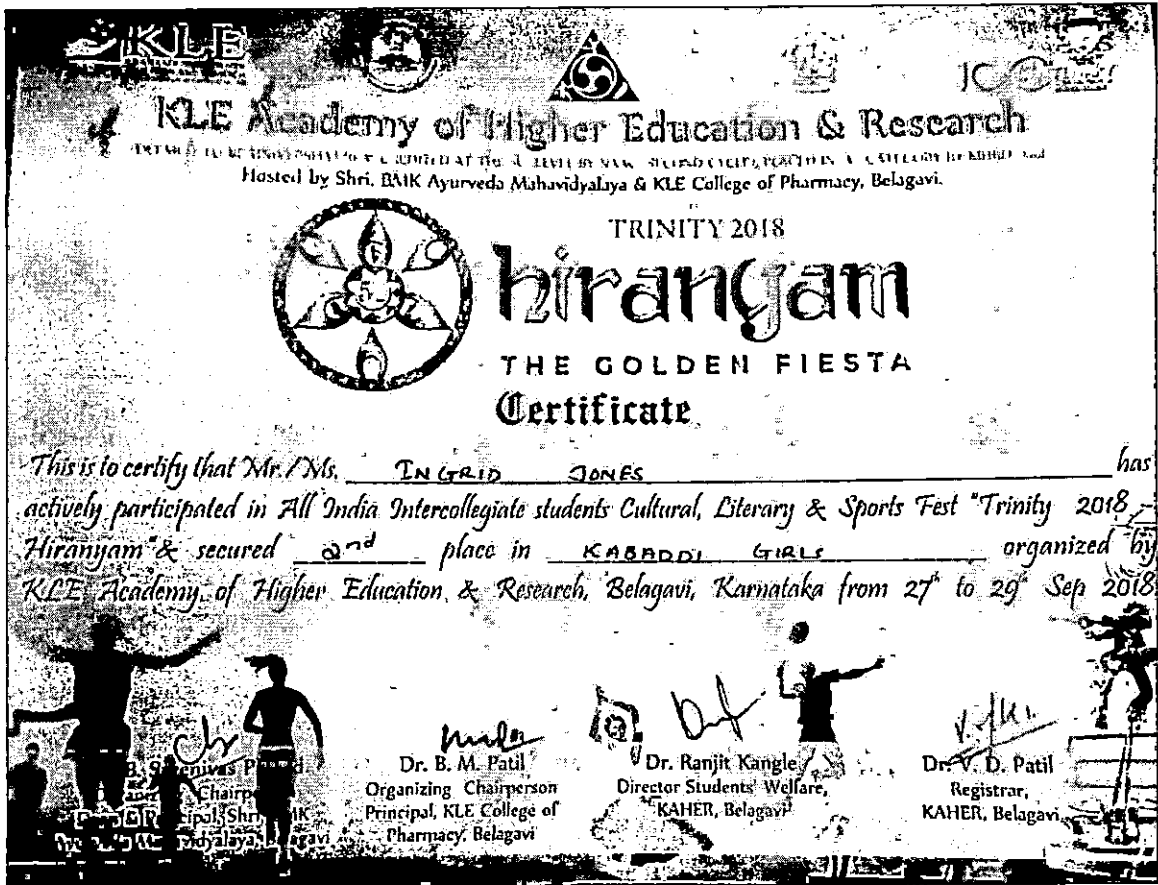 KLE
JC
KLE Academy of Higher Education & Research
Hosted by Shri. BMK Ayurveda Mahavidyalaya & KLE College of Pharmacy, Belagavi.
TRINITY 2018
hiranyam
THE GOLDEN FIESTA
Certificate
This is to certify that Mr./Ms. INGRID JONES has
actively participated in All India Intercollegiate students Cultural, Literary & Sports Fest "Trinity 2018
Hiranyam" & secured 2nd place in KABADDI GIRLS organized by
KLE Academy of Higher Education & Research, Belagavi, Karnataka from 27th to 29th Sep 2018
Dr. B. M. Patil
Organizing Chairperson
Principal, KLE College of
Pharmacy, Belagavi
Dr. Ranjit Kangle
Director Students' Welfare,
KAHER, Belagavi
Dr. V. D. Patil
Registrar,
KAHER, Belagavi